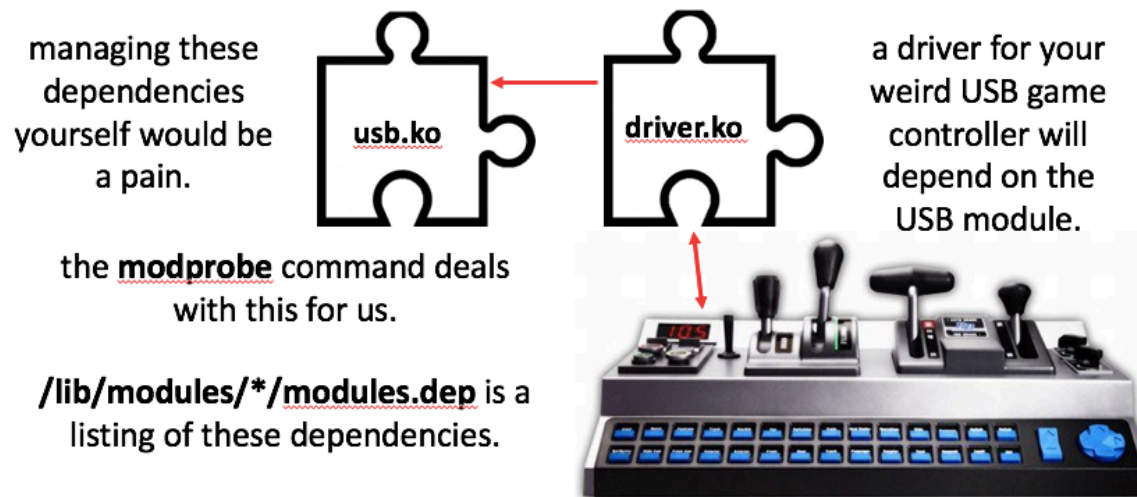 managing these
dependencies
yourself would be
a pain.
usb.ko
driver.ko
a driver for your
weird USB game
controller will
depend on the
USB module.
the modprobe command deals
with this for us.
/lib/modules/*/modules.dep is a
listing of these dependencies.
105